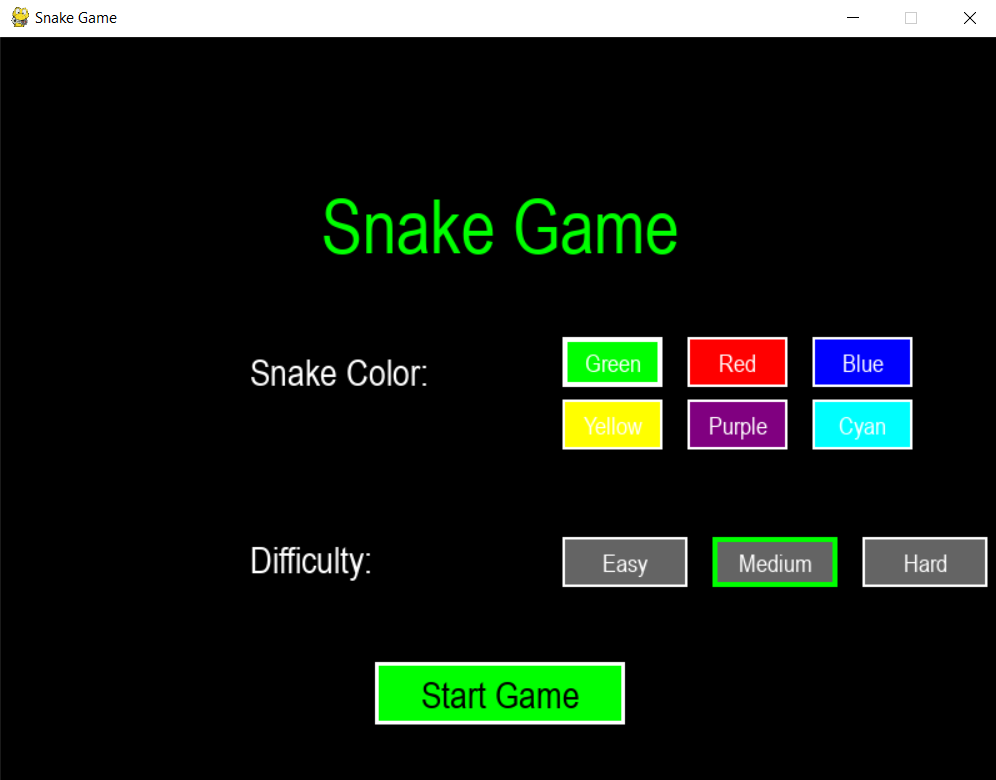 Snake Game
Snake Game
Snake Color:
Green Red Blue
Yellow Purple Cyan
Difficulty:
Easy Medium Hard
Start Game